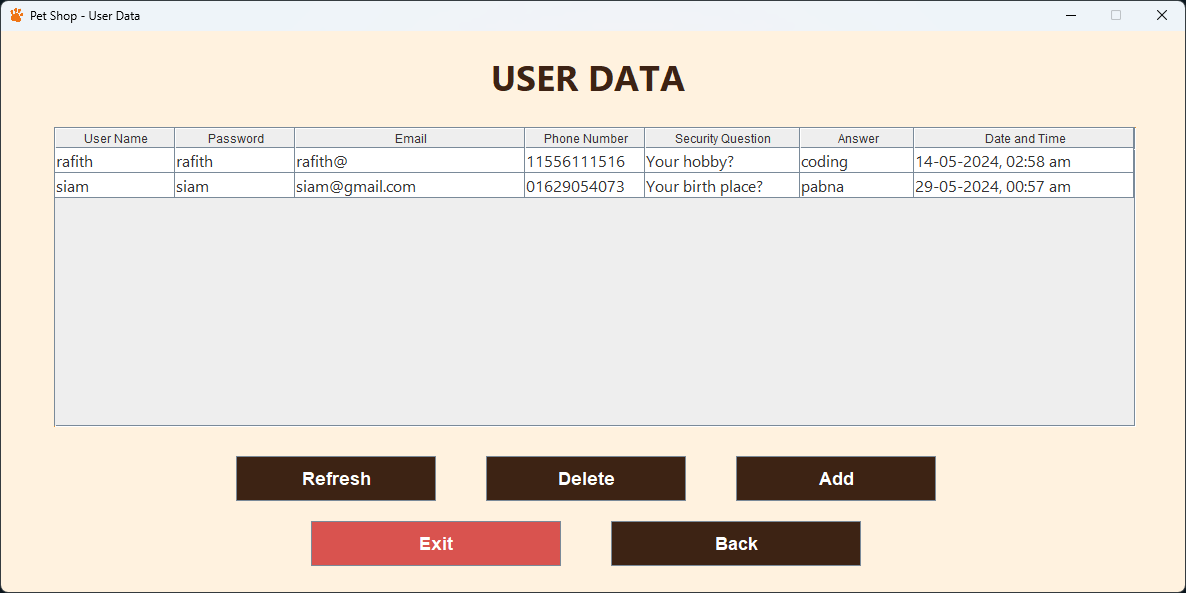 Pet Shop - User Data
USER DATA
User Name Password Email Phone Number Security Question Answer Date and Time
rafith rafith rafith@ 11556111516 Your hobby? coding 14-05-2024, 02:58 am
siam siam siam@gmail.com 01629054073 Your birth place? pabna 29-05-2024, 00:57 am
Refresh Delete Add
Exit Back